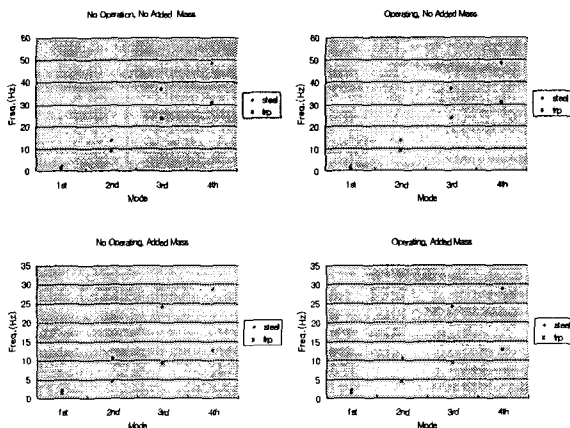 No Operation, No Added Mass
60
50
40
30
20
10
0
Freq.(Hz)
1st 2nd 3rd 4th
Mode
steel
frp
Operating, No Added Mass
60
50
40
30
20
10
0
Freq.(Hz)
1st 2nd 3rd 4th
Mode
steel
frp
No Operating, Added Mass
35
30
25
20
15
10
5
0
Freq.(Hz)
1st 2nd 3rd 4th
Mode
steel
frp
Operating, Added Mass
35
30
25
20
15
10
5
0
Freq.(Hz)
1st 2nd 3rd 4th
Mode
steel
frp